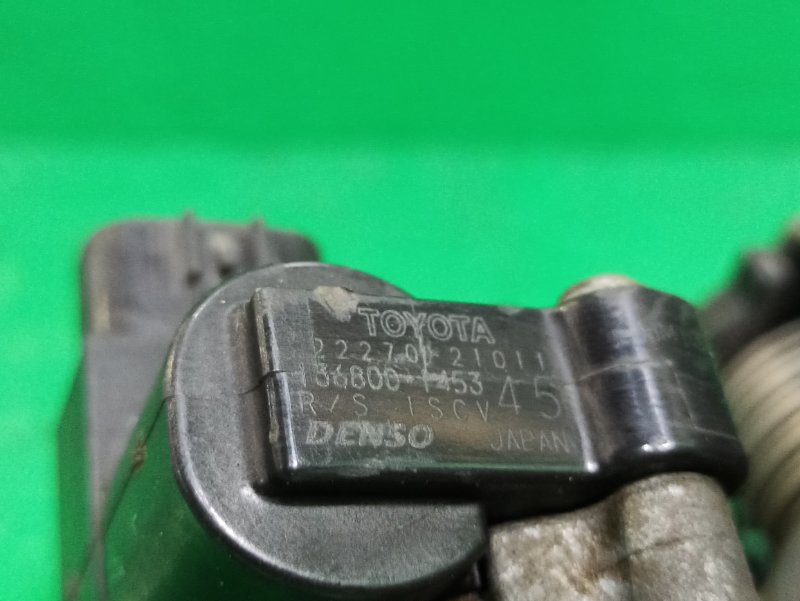 TOYOTA
22270-21011
136800-1453
R/S ISCV 45
DENSO JAPAN